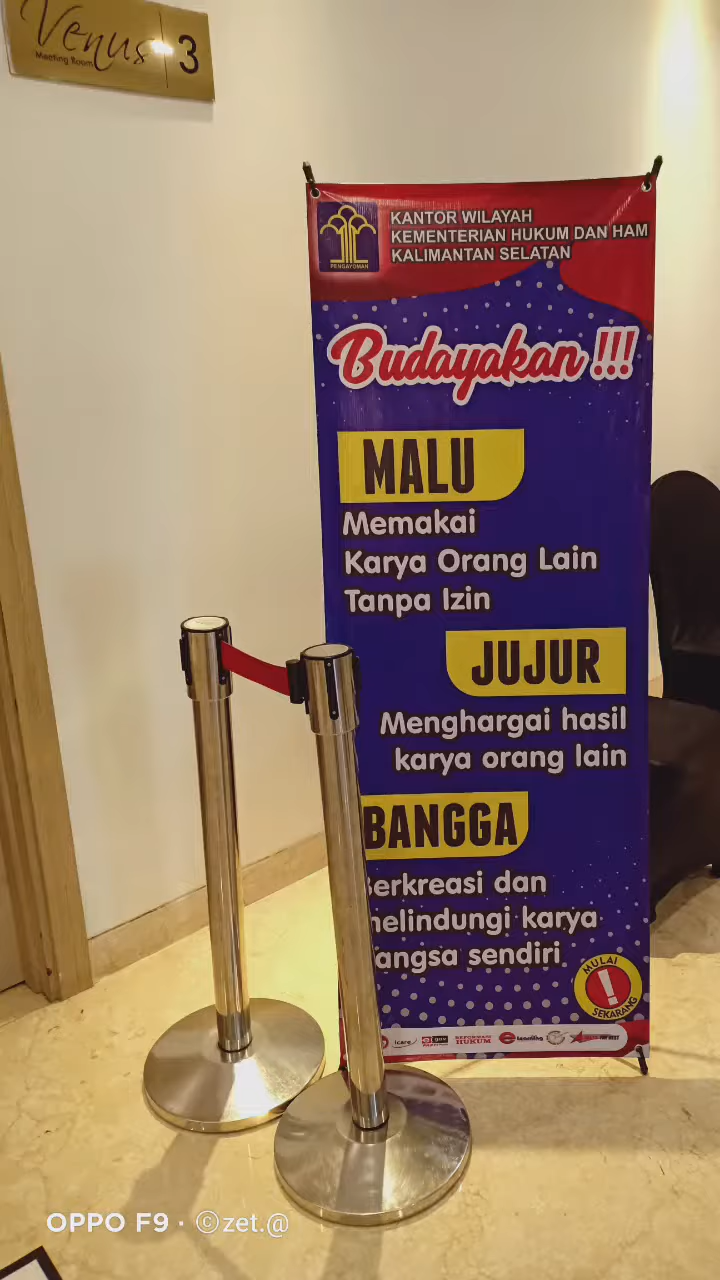 Venus 3
Meeting Room
KANTOR WILAYAH
KEMENTERIAN HUKUM DAN HAM
KALIMANTAN SELATAN
PENGAYOMAN
Budayakan !!!
MALU
Memakai
Karya Orang Lain
Tanpa Izin
JUJUR
Menghargai hasil
karya orang lain
BANGGA
erkreasi dan
elindungi karya
angsa sendiri
MULAI
!
SEKARANG
OPPO F9 · ©zet.@